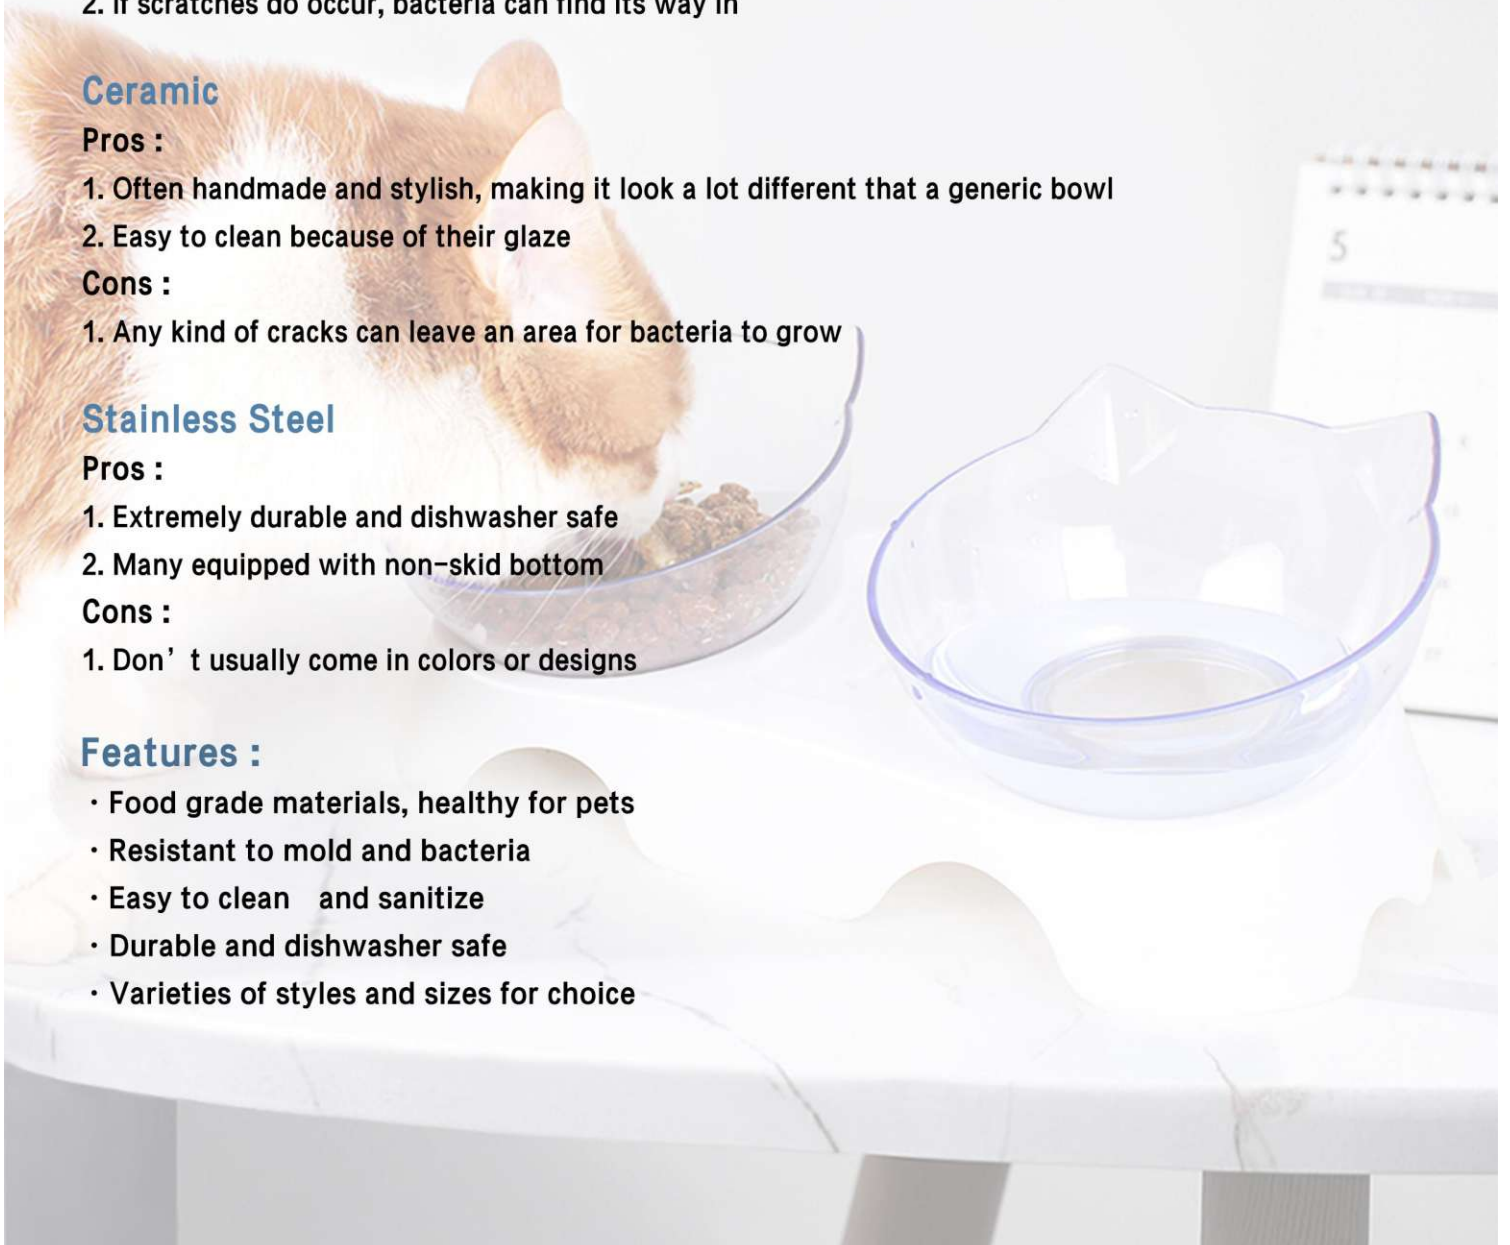 2. If scratches do occur, bacteria can find its way in
Ceramic
Pros :
1. Often handmade and stylish, making it look a lot different that a generic bowl
2. Easy to clean because of their glaze
Cons :
1. Any kind of cracks can leave an area for bacteria to grow
Stainless Steel
Pros :
1. Extremely durable and dishwasher safe
2. Many equipped with non-skid bottom
Cons :
1. Don’ t usually come in colors or designs
Features :
· Food grade materials, healthy for pets
· Resistant to mold and bacteria
· Easy to clean   and sanitize
· Durable and dishwasher safe
· Varieties of styles and sizes for choice
5